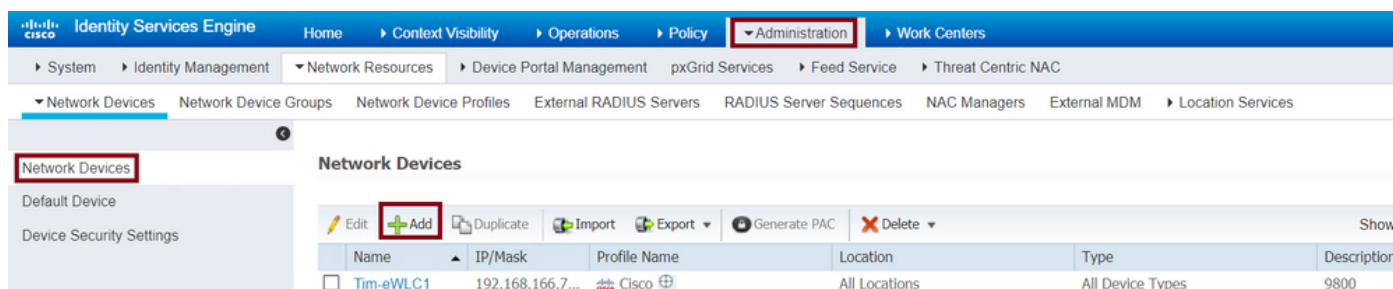 cisco Identity Services Engine Home Context Visibility Operations Policy Administration Work Centers
System Identity Management Network Resources Device Portal Management pxGrid Services Feed Service Threat Centric NAC
Network Devices Network Device Groups Network Device Profiles External RADIUS Servers RADIUS Server Sequences NAC Managers External MDM Location Services
Network Devices
Default Device
Device Security Settings
Network Devices
Edit Add Duplicate Import Export Generate PAC Delete Show
Name IP/Mask Profile Name Location Type Description
Tim-eWLC1 192.168.166.7... Cisco All Locations All Device Types 9800